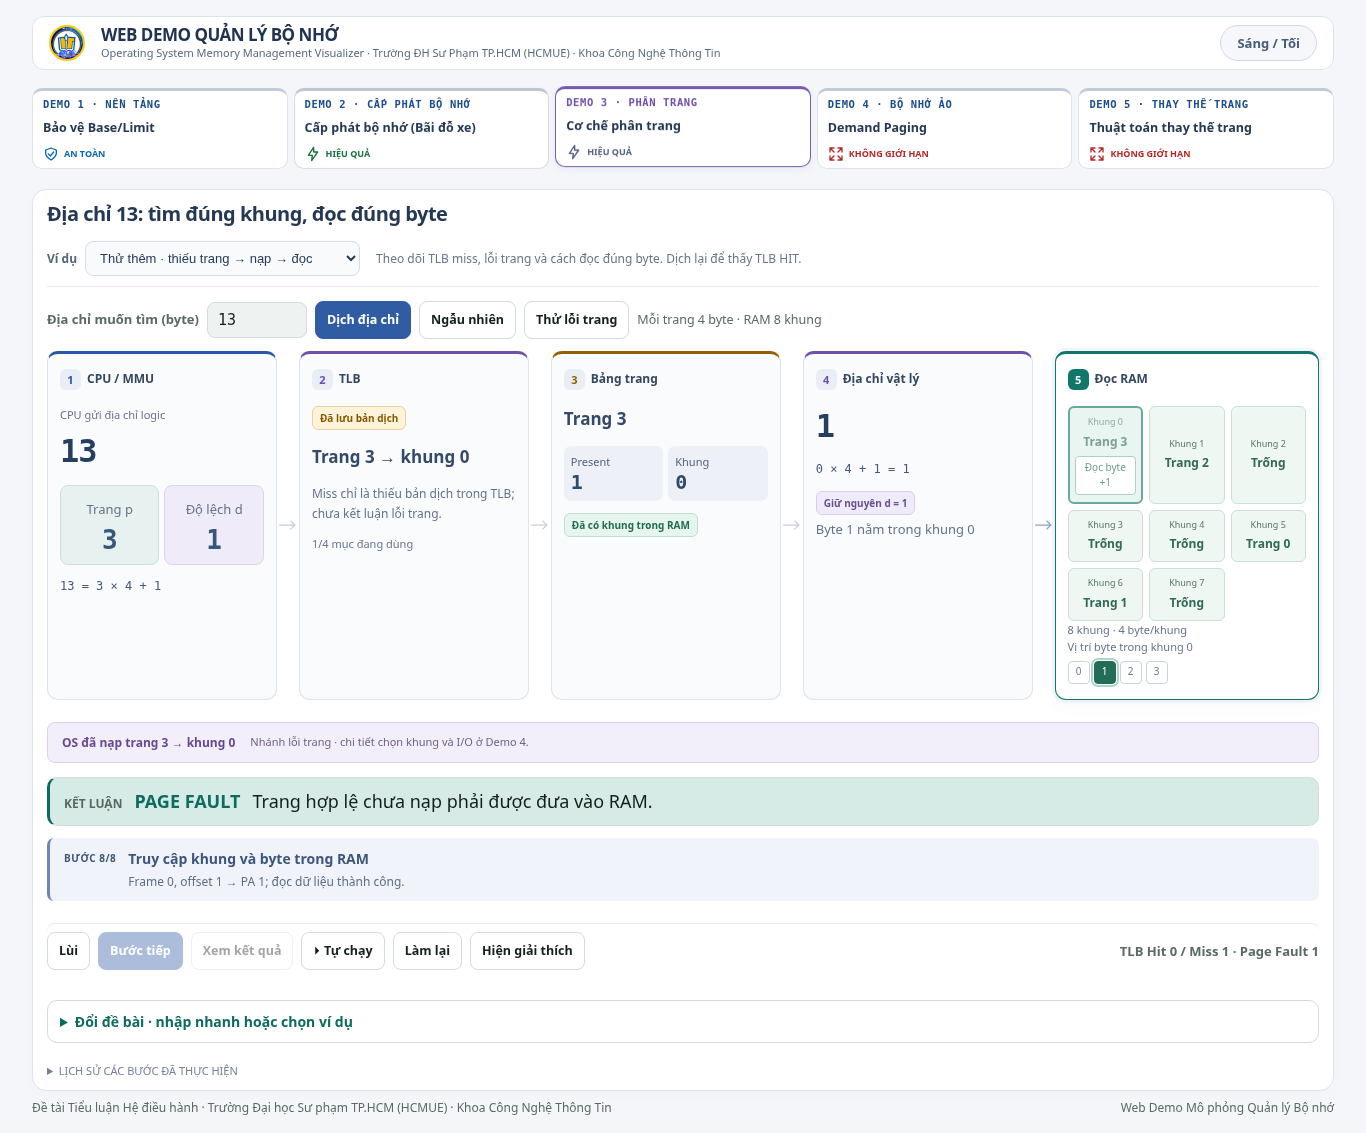 WEB DEMO QUẢN LÝ BỘ NHỚ
Operating System Memory Management Visualizer · Trường ĐH Sư Phạm TP.HCM (HCMUE) · Khoa Công Nghệ Thông Tin
Sáng / Tối
DEMO 1 · NỀN TẢNG
Bảo vệ Base/Limit
AN TOÀN
DEMO 2 · CẤP PHÁT BỘ NHỚ
Cấp phát bộ nhớ (Bãi đỗ xe)
HIỆU QUẢ
DEMO 3 · PHÂN TRANG
Cơ chế phân trang
HIỆU QUẢ
DEMO 4 · BỘ NHỚ ẢO
Demand Paging
KHÔNG GIỚI HẠN
DEMO 5 · THAY THẾ TRANG
Thuật toán thay thế trang
KHÔNG GIỚI HẠN
Địa chỉ 13: tìm đúng khung, đọc đúng byte
Ví dụ
Thử thêm · thiếu trang → nạp → đọc
Theo dõi TLB miss, lỗi trang và cách đọc đúng byte. Dịch lại để thấy TLB HIT.
Địa chỉ muốn tìm (byte)
13
Dịch địa chỉ
Ngẫu nhiên
Thử lỗi trang
Mỗi trang 4 byte · RAM 8 khung
1 CPU / MMU
CPU gửi địa chỉ logic
13
Trang p
3
Độ lệch d
1
13 = 3 × 4 + 1
→
2 TLB
Đã lưu bản dịch
Trang 3 → khung 0
Miss chỉ là thiếu bản dịch trong TLB;
chưa kết luận lỗi trang.
1/4 mục đang dùng
→
3 Bảng trang
Trang 3
Present
1
Khung
0
Đã có khung trong RAM
→
4 Địa chỉ vật lý
1
0 × 4 + 1 = 1
Giữ nguyên d = 1
Byte 1 nằm trong khung 0
→
5 Đọc RAM
Khung 0
Trang 3
Đọc byte
+1
Khung 1
Trang 2
Khung 2
Trống
Khung 3
Trống
Khung 4
Trống
Khung 5
Trang 0
Khung 6
Trang 1
Khung 7
Trống
8 khung · 4 byte/khung
Vị trí byte trong khung 0
0 1 2 3
OS đã nạp trang 3 → khung 0 Nhánh lỗi trang · chi tiết chọn khung và I/O ở Demo 4.
KẾT LUẬN PAGE FAULT Trang hợp lệ chưa nạp phải được đưa vào RAM.
BƯỚC 8/8 Truy cập khung và byte trong RAM
Frame 0, offset 1 → PA 1; đọc dữ liệu thành công.
Lùi
Bước tiếp
Xem kết quả
Tự chạy
Làm lại
Hiện giải thích
TLB Hit 0 / Miss 1 · Page Fault 1
Đổi đề bài · nhập nhanh hoặc chọn ví dụ
LỊCH SỬ CÁC BƯỚC ĐÃ THỰC HIỆN
Đề tài Tiểu luận Hệ điều hành · Trường Đại học Sư phạm TP.HCM (HCMUE) · Khoa Công Nghệ Thông Tin
Web Demo Mô phỏng Quản lý Bộ nhớ